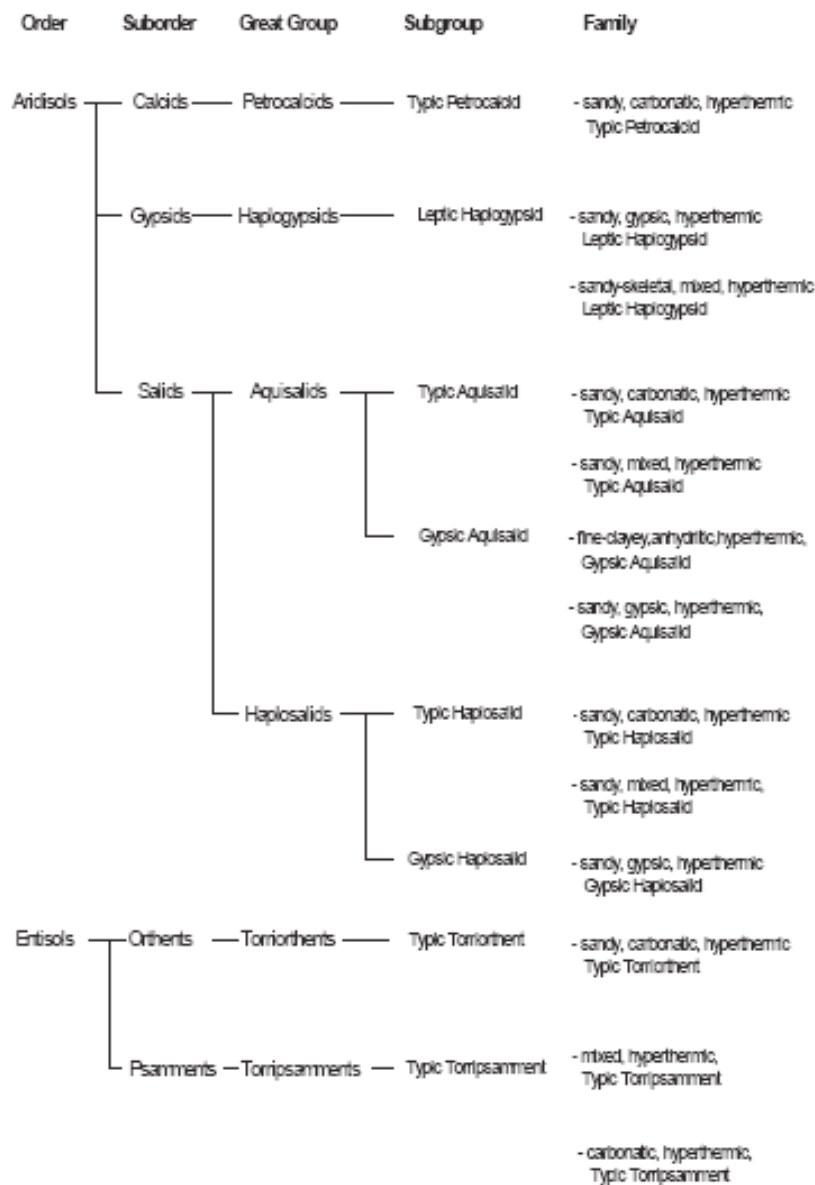 Order Suborder Great Group Subgroup Family
Aridisols Calcids Petrocalcids Typic Petrocalcid - sandy, carbonatic, hyperthermic
Typic Petrocalcid
Gypsids Haplogypsids Leptic Haplogypsid - sandy, gypsic, hyperthermic
Leptic Haplogypsid
- sandy-skeletal, mixed, hyperthermic
Leptic Haplogypsid
Salids Aquisalids Typic Aquisalid - sandy, carbonatic, hyperthermic
Typic Aquisalid
- sandy, mixed, hyperthermic
Typic Aquisalid
Gypsic Aquisalid - fine-clayey,anhydritic,hyperthermic,
Gypsic Aquisalid
- sandy, gypsic, hyperthermic,
Gypsic Aquisalid
Haplosalids Typic Haplosalid - sandy, carbonatic, hyperthermic
Typic Haplosalid
- sandy, mixed, hyperthermic,
Typic Haplosalid
Gypsic Haplosalid - sandy, gypsic, hyperthermic
Gypsic Haplosalid
Entisols Orthents Torriorthents Typic Torriorthent - sandy, carbonatic, hyperthermic
Typic Torriorthent
Psamments Torripsamments Typic Torripsamment - mixed, hyperthermic,
Typic Torripsamment
- carbonatic, hyperthermic,
Typic Torripsamment